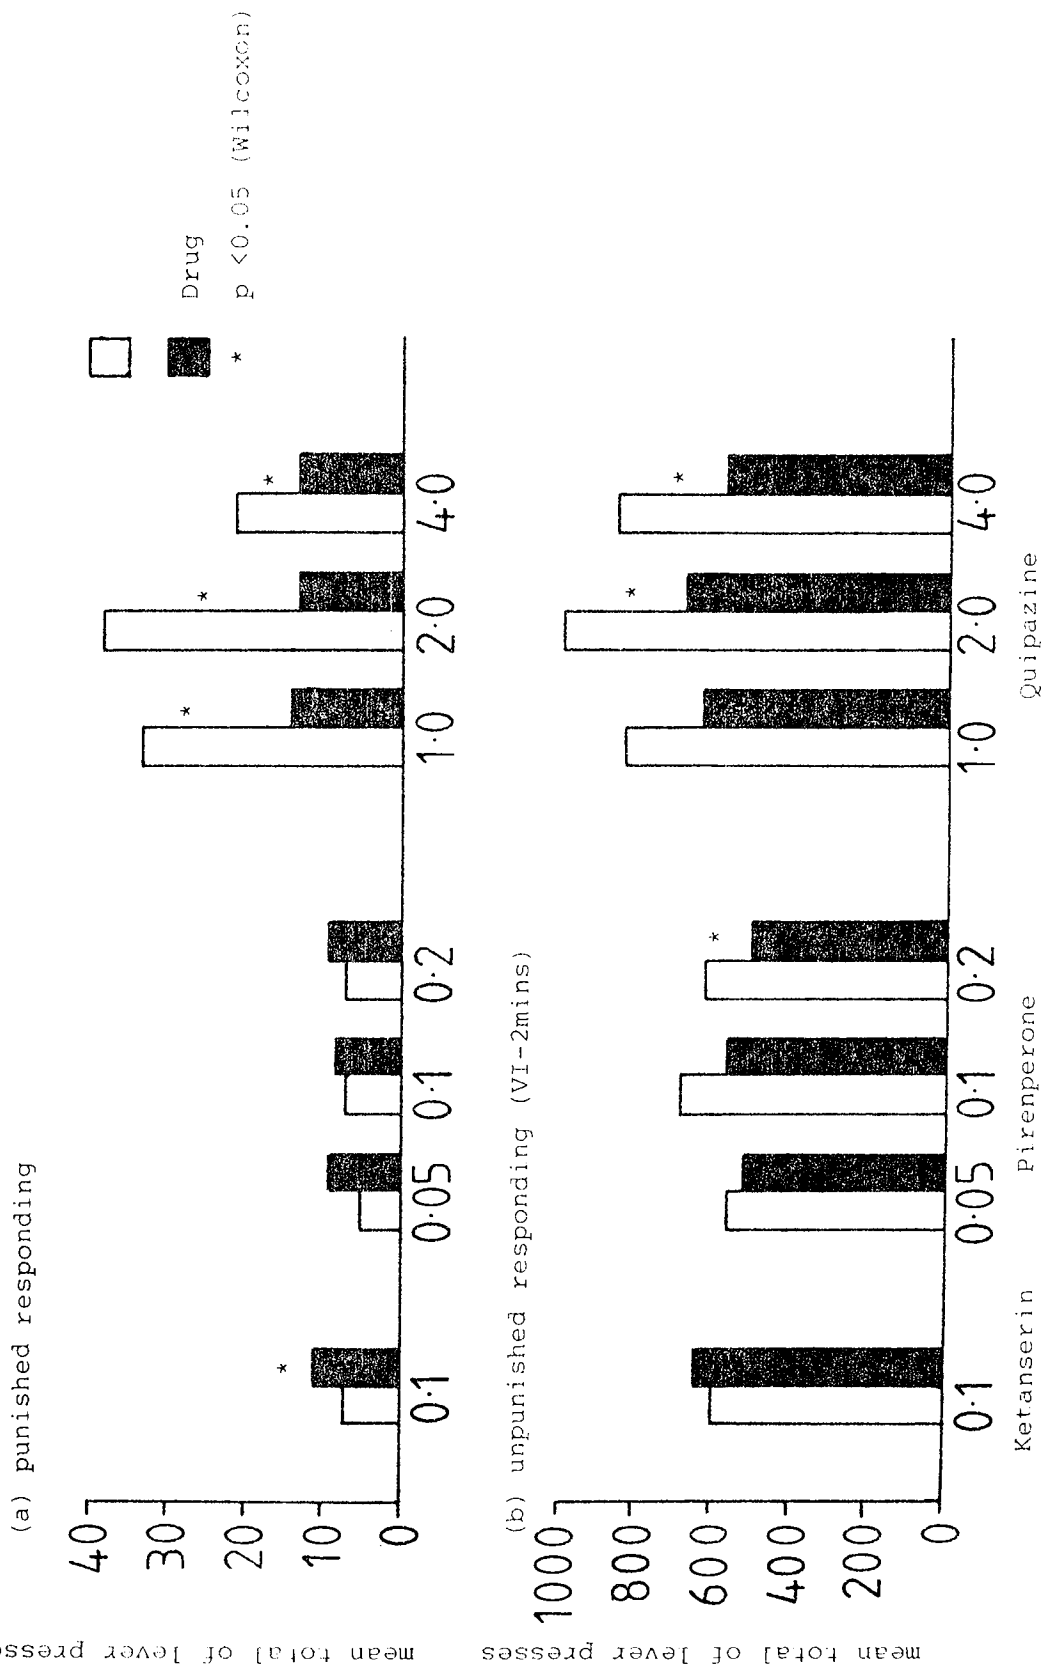 (a) punished responding
Drug
* p <0.05 (Wilcoxon)
mean total of lever presses
40
30
20
10
0
* * * *
0·1 0·05 0·1 0·2 1·0 2·0 4·0
(b) unpunished responding (VI-2mins)
mean total of lever presses
1000
800
600
400
200
0
* * *
0·1 0·05 0·1 0·2 1·0 2·0 4·0
Ketanserin Pirenperone Quipazine